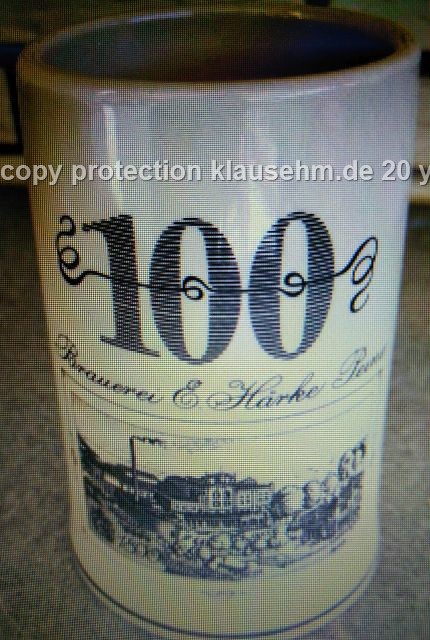 copy protection klausehm.de 20 y
100
Brauerei E Härke Peine